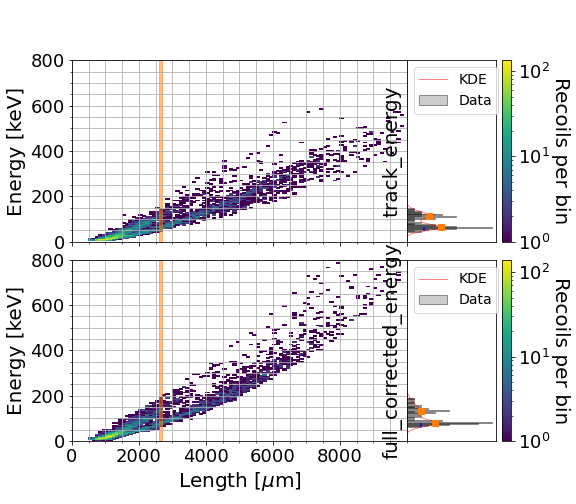 800
600
400
200
0
Energy [keV]
track_energy
KDE
Data
10²
10¹
10⁰
Recoils per bin
800
600
400
200
0
Energy [keV]
full_corrected_energy
KDE
Data
10²
10¹
10⁰
Recoils per bin
0 2000 4000 6000 8000
Length [μm]